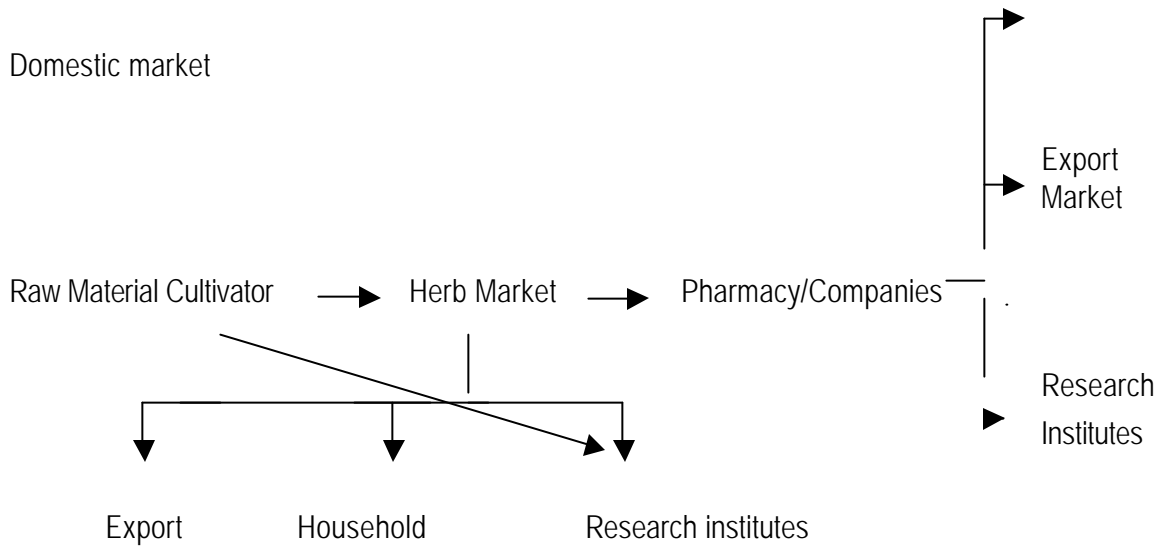 Domestic market
Export
Market
Raw Material Cultivator Herb Market Pharmacy/Companies
.
Research
Institutes
Export Household Research institutes